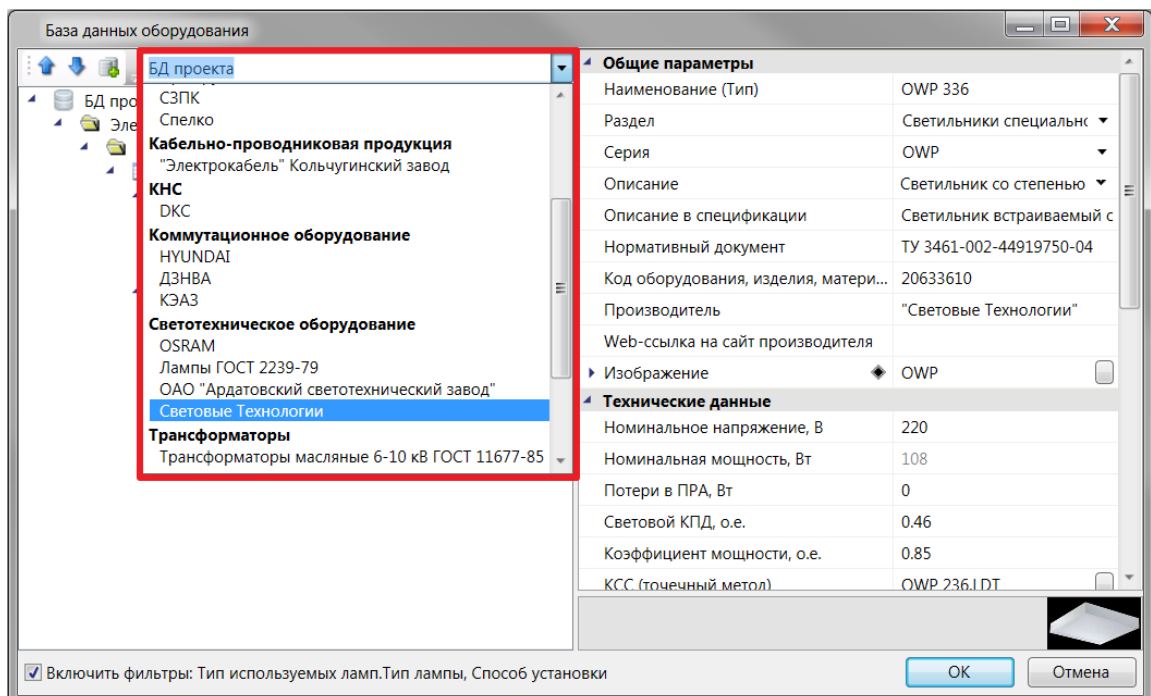 База данных оборудования
БД проекта
БД про
Эле
СЗПК
Спелко
Кабельно-проводниковая продукция
"Электрокабель" Кольчугинский завод
КНС
DKC
Коммутационное оборудование
HYUNDAI
ДЗНВА
КЭАЗ
Светотехническое оборудование
OSRAM
Лампы ГОСТ 2239-79
ОАО "Ардатовский светотехнический завод"
Световые Технологии
Трансформаторы
Трансформаторы масляные 6-10 кВ ГОСТ 11677-85
Общие параметры
Наименование (Тип) OWP 336
Раздел Светильники специальнс
Серия OWP
Описание Светильник со степенью
Описание в спецификации Светильник встраиваемый с
Нормативный документ ТУ 3461-002-44919750-04
Код оборудования, изделия, матери... 20633610
Производитель "Световые Технологии"
Web-ссылка на сайт производителя
Изображение OWP
Технические данные
Номинальное напряжение, В 220
Номинальная мощность, Вт 108
Потери в ПРА, Вт 0
Световой КПД, о.е. 0.46
Коэффициент мощности, о.е. 0.85
КСС (точечный метод) OWP 236.LDT
Включить фильтры: Тип используемых ламп.Тип лампы, Способ установки
OK Отмена